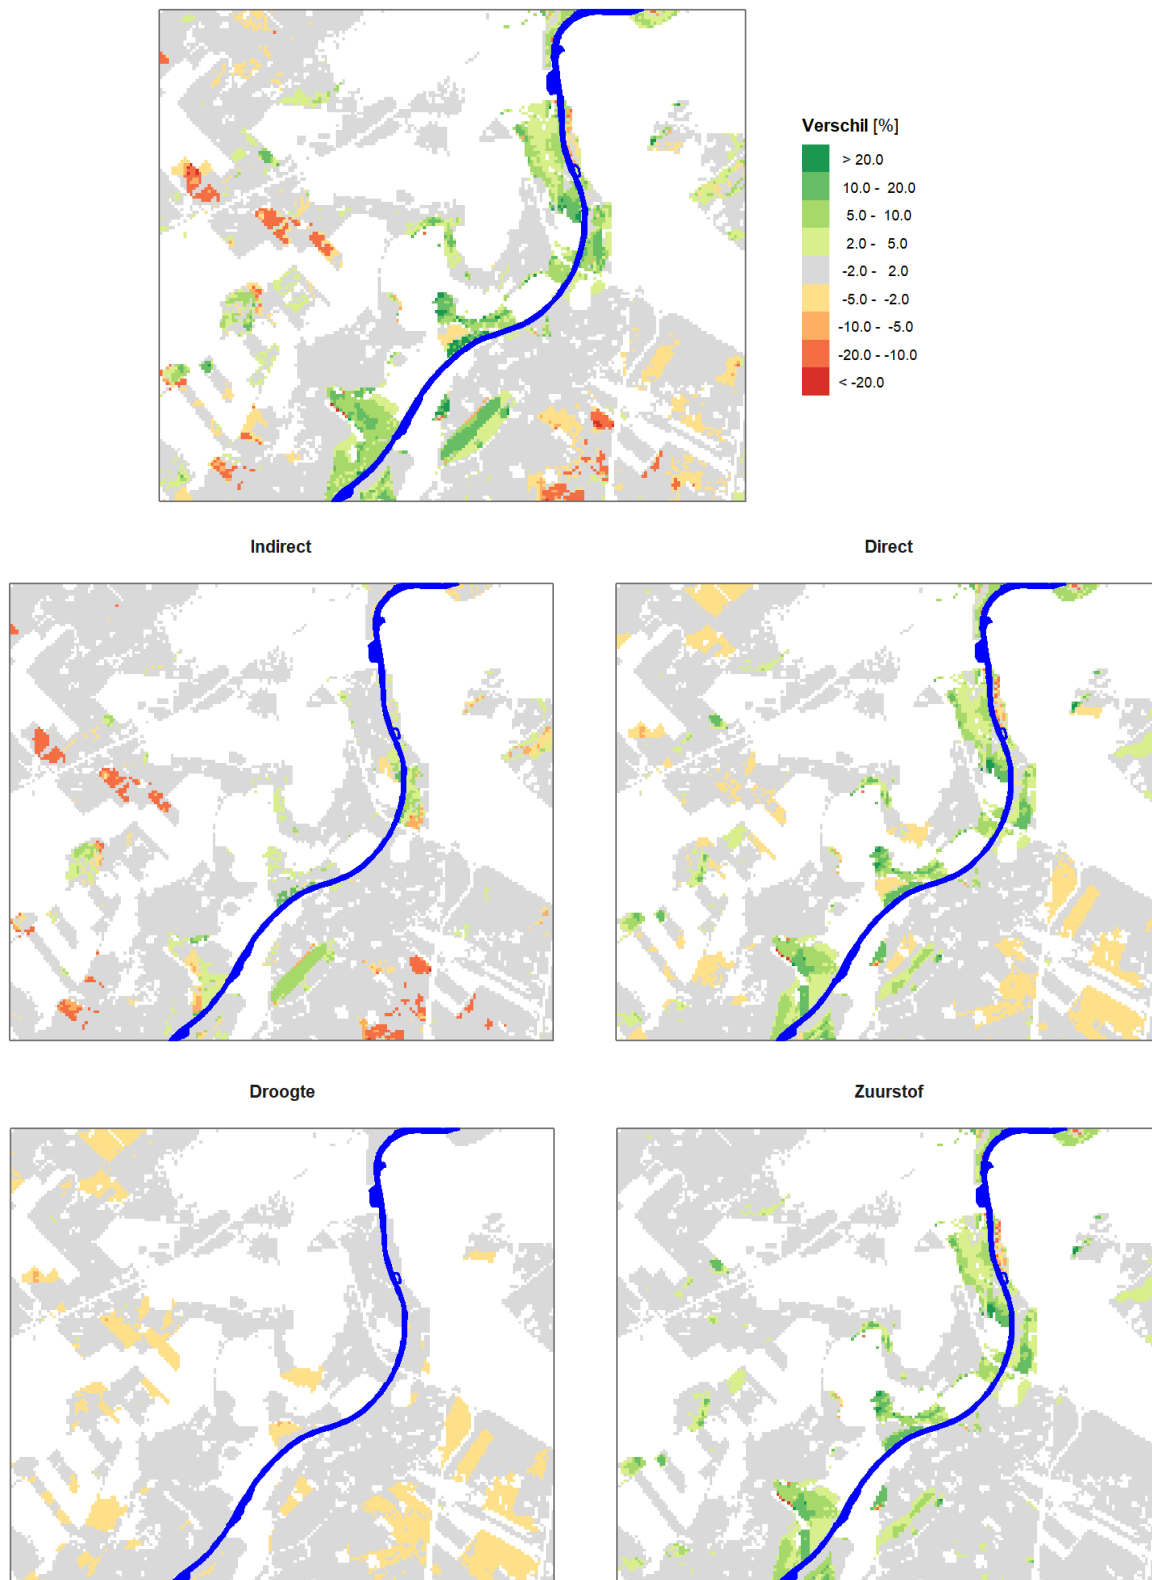 Verschil [%]
> 20.0
10.0 - 20.0
5.0 - 10.0
2.0 - 5.0
-2.0 - 2.0
-5.0 - -2.0
-10.0 - -5.0
-20.0 - -10.0
< -20.0
Indirect
Direct
Droogte
Zuurstof